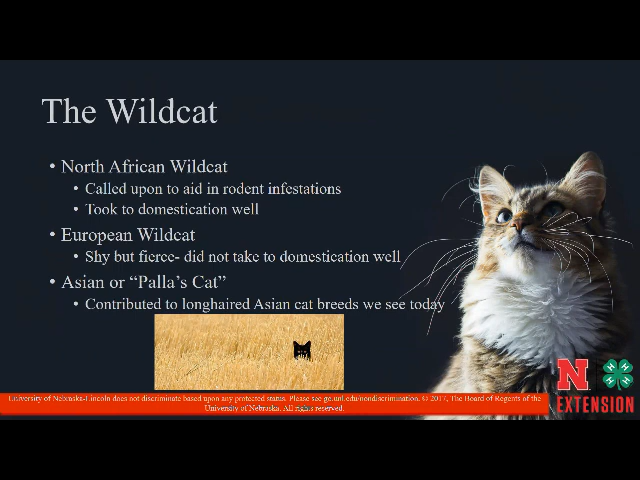 The Wildcat
• North African Wildcat
• Called upon to aid in rodent infestations
• Took to domestication well
• European Wildcat
• Shy but fierce- did not take to domestication well
• Asian or “Palla’s Cat”
• Contributed to longhaired Asian cat breeds we see today
University of Nebraska-Lincoln does not discriminate based upon any protected status. Please see go.unl.edu/nondiscrimination. © 2017, The Board of Regents of the
University of Nebraska. All rights reserved.
N
EXTENSION